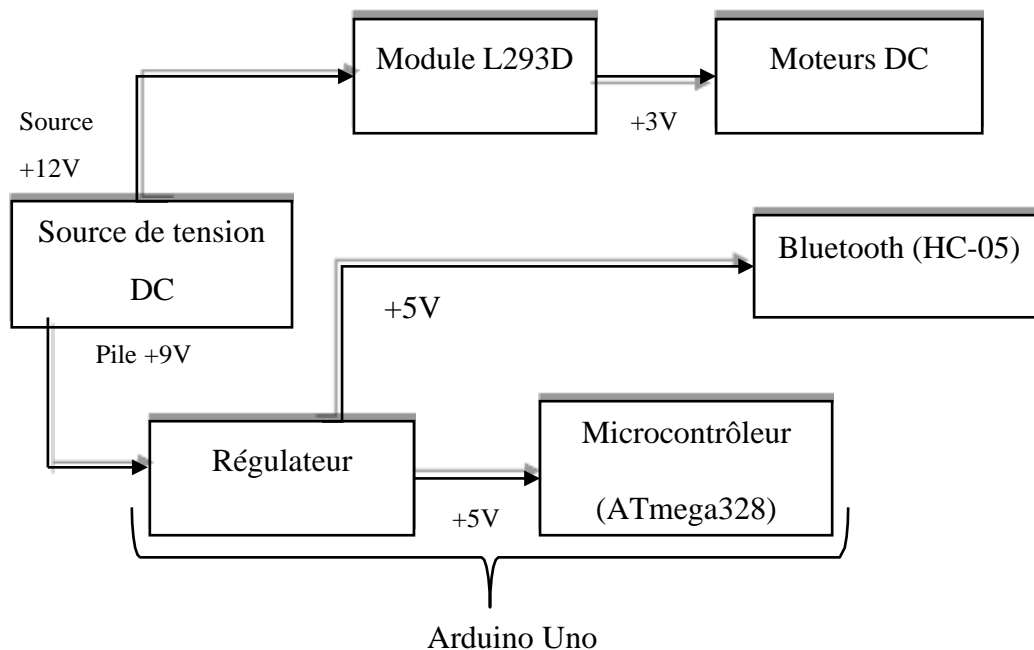 Module L293D
Moteurs DC
Source
+12V
+3V
Source de tension
DC
Bluetooth (HC-05)
+5V
Pile +9V
Régulateur
Microcontrôleur
(ATmega328)
+5V
Arduino Uno